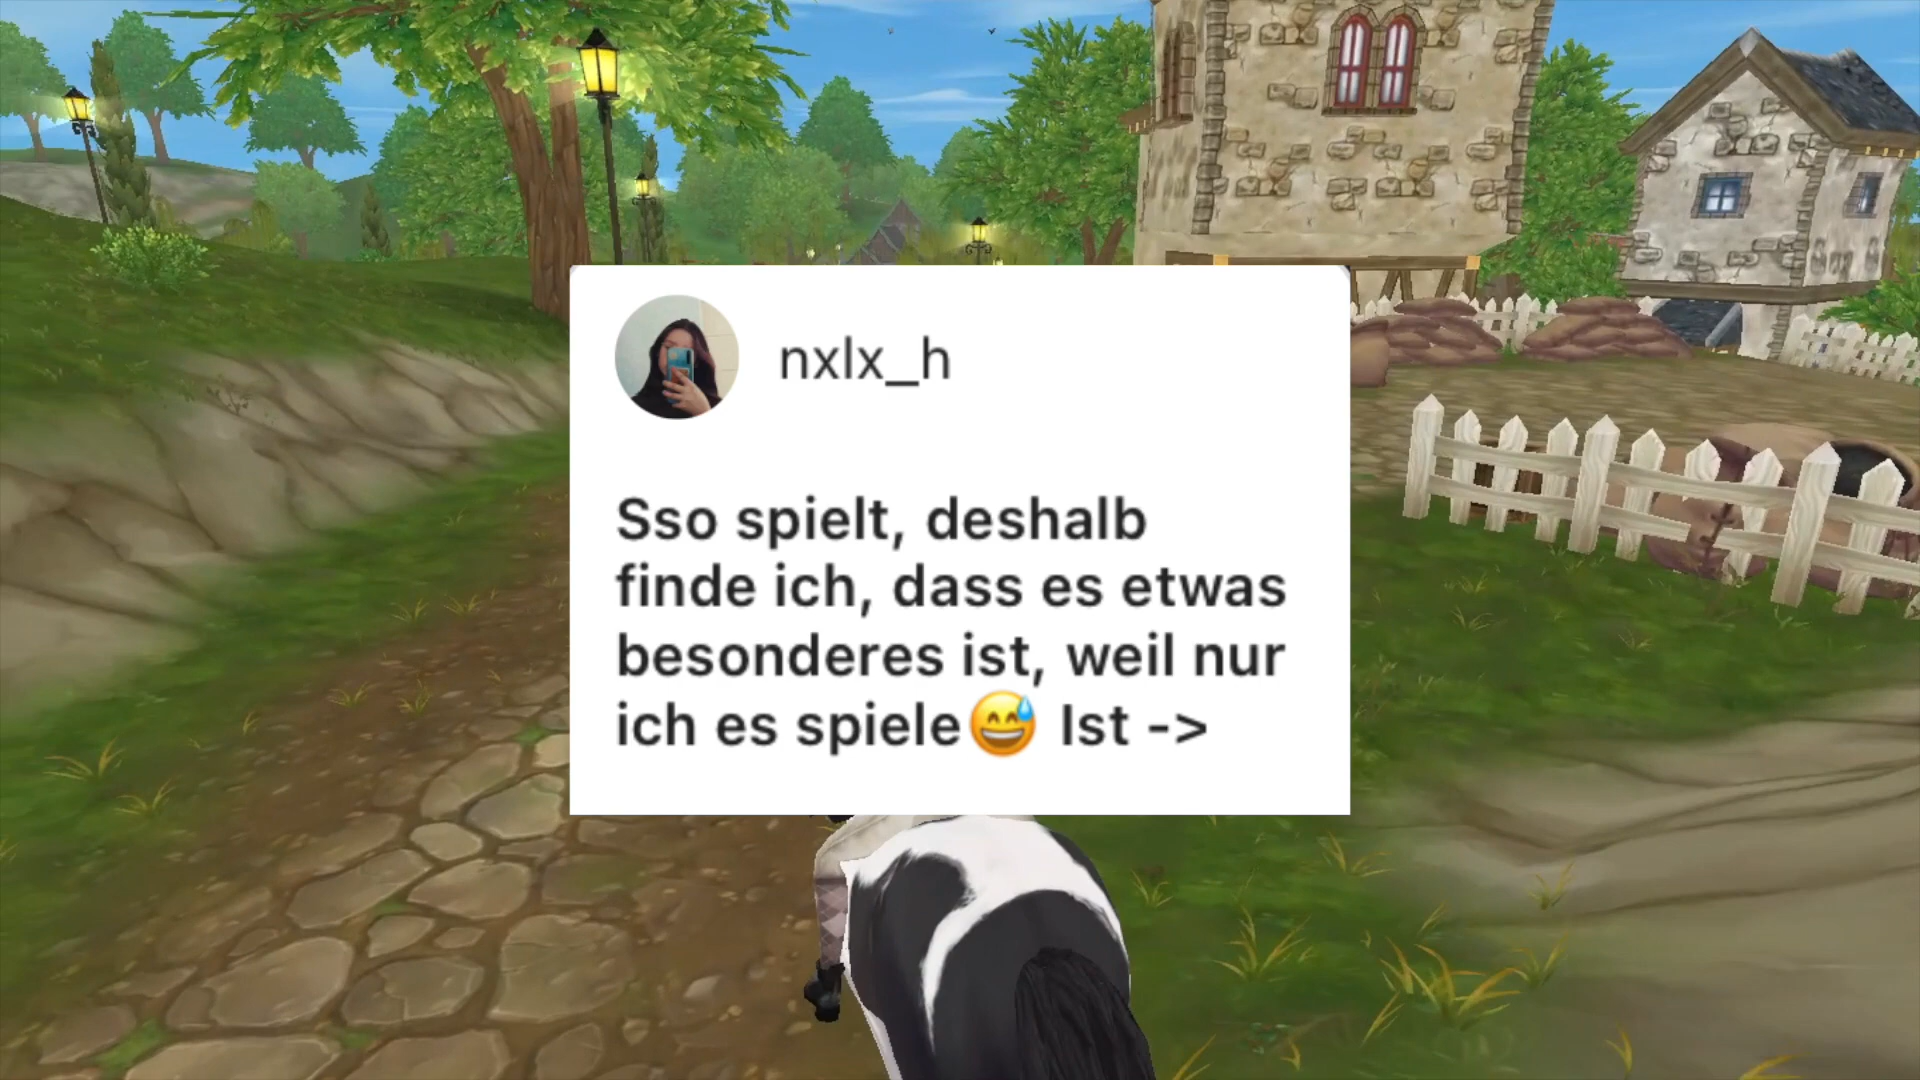 nxlx_h
Sso spielt, deshalb
finde ich, dass es etwas
besonderes ist, weil nur
ich es spiele😅 Ist ->